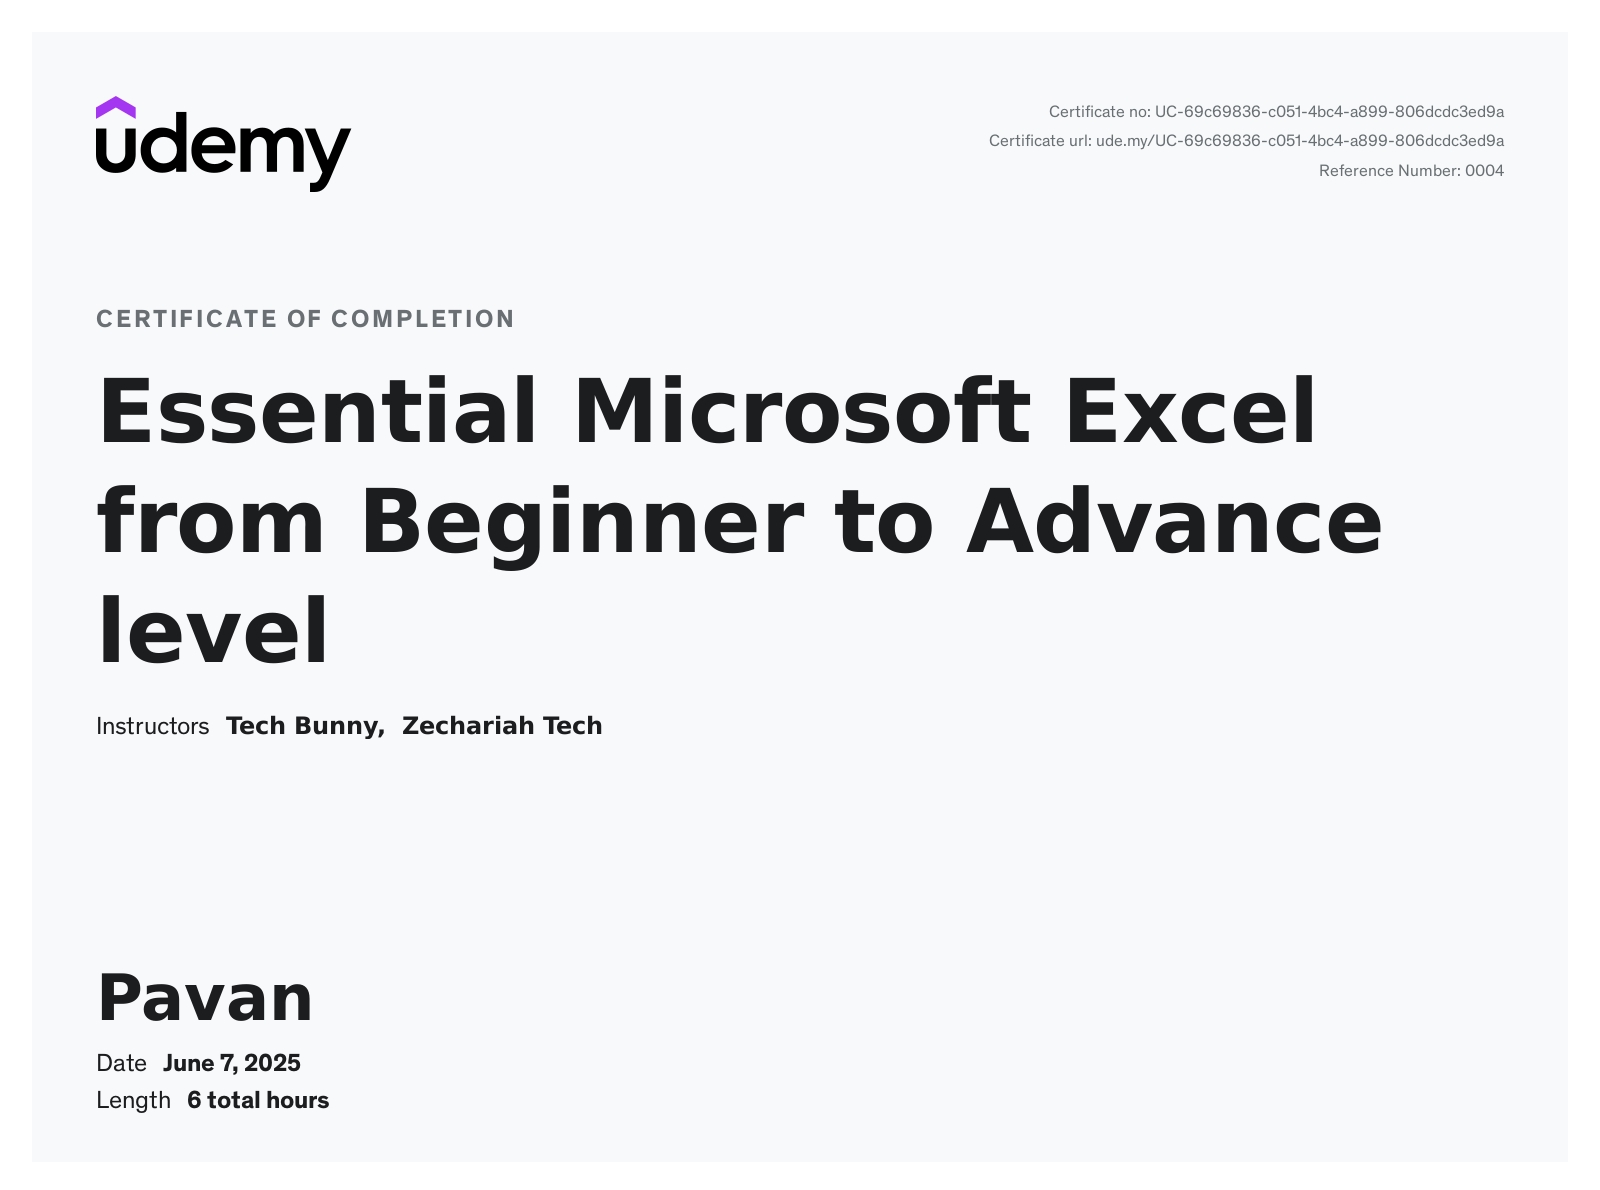 udemy
Certificate no: UC-69c69836-c051-4bc4-a899-806dcdc3ed9a
Certificate url: ude.my/UC-69c69836-c051-4bc4-a899-806dcdc3ed9a
Reference Number: 0004
CERTIFICATE OF COMPLETION
Essential Microsoft Excel
from Beginner to Advance
level
Instructors Tech Bunny, Zechariah Tech
Pavan
Date June 7, 2025
Length 6 total hours